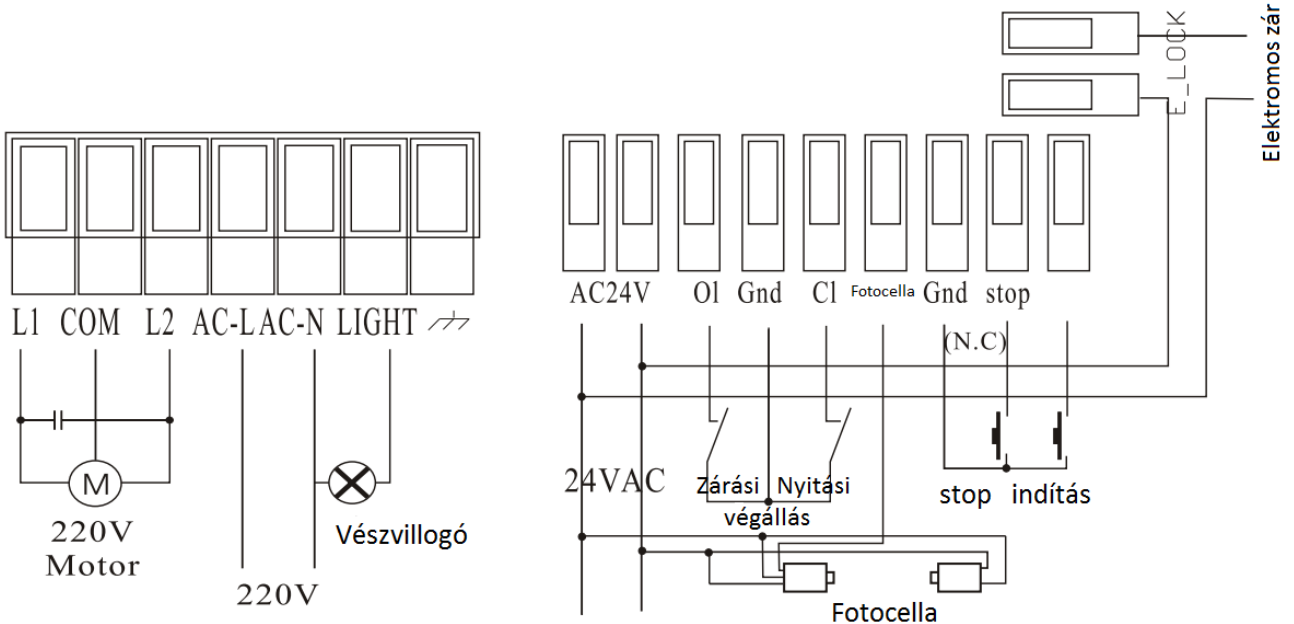 E_LOCK
Elektromos zár
L1 COM L2 AC-L AC-N LIGHT
AC24V Ol Gnd Cl Fotocella Gnd stop
(N.C)
M
220V
Motor
220V
Vészvillogó
24VAC
Zárási Nyitási
végállás
stop indítás
Fotocella